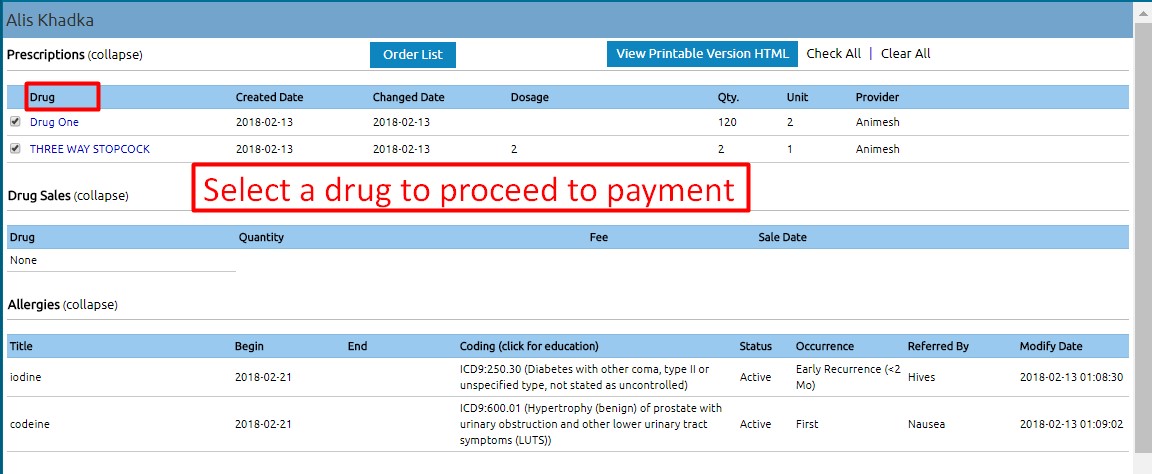 Alis Khadka
Prescriptions (collapse) Order List View Printable Version HTML Check All | Clear All
Drug Created Date Changed Date Dosage Qty. Unit Provider
Drug One 2018-02-13 2018-02-13 120 2 Animesh
THREE WAY STOPCOCK 2018-02-13 2018-02-13 2 2 1 Animesh
Select a drug to proceed to payment
Drug Sales (collapse)
Drug Quantity Fee Sale Date
None
Allergies (collapse)
Title Begin End Coding (click for education) Status Occurrence Referred By Modify Date
iodine 2018-02-21 ICD9:250.30 (Diabetes with other coma, type II or unspecified type, not stated as uncontrolled) Active Early Recurrence (<2 Mo) Hives 2018-02-13 01:08:30
codeine 2018-02-21 ICD9:600.01 (Hypertrophy (benign) of prostate with urinary obstruction and other lower urinary tract symptoms (LUTS)) Active First Nausea 2018-02-13 01:09:02